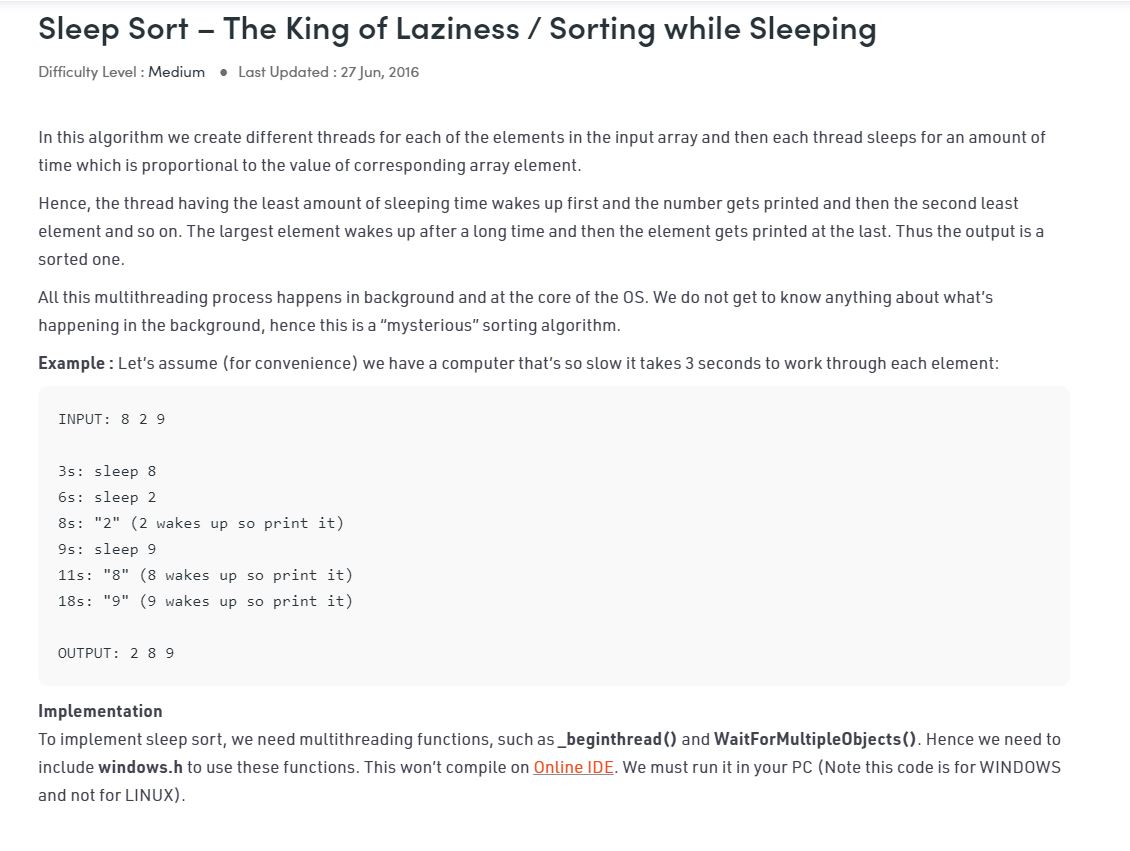 Sleep Sort – The King of Laziness / Sorting while Sleeping
Difficulty Level : Medium ● Last Updated : 27 Jun, 2016
In this algorithm we create different threads for each of the elements in the input array and then each thread sleeps for an amount of
time which is proportional to the value of corresponding array element.
Hence, the thread having the least amount of sleeping time wakes up first and the number gets printed and then the second least
element and so on. The largest element wakes up after a long time and then the element gets printed at the last. Thus the output is a
sorted one.
All this multithreading process happens in background and at the core of the OS. We do not get to know anything about what’s
happening in the background, hence this is a “mysterious” sorting algorithm.
Example : Let’s assume (for convenience) we have a computer that’s so slow it takes 3 seconds to work through each element:
INPUT: 8 2 9
3s: sleep 8
6s: sleep 2
8s: "2" (2 wakes up so print it)
9s: sleep 9
11s: "8" (8 wakes up so print it)
18s: "9" (9 wakes up so print it)
OUTPUT: 2 8 9
Implementation
To implement sleep sort, we need multithreading functions, such as _beginthread() and WaitForMultipleObjects(). Hence we need to
include windows.h to use these functions. This won’t compile on Online IDE. We must run it in your PC (Note this code is for WINDOWS
and not for LINUX).